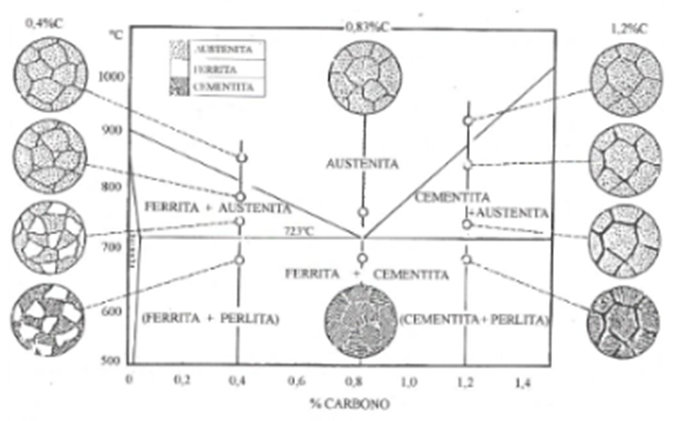 0,4%C
0,83%C
1,2%C
°C
AUSTENITA
FERRITA
CEMENTITA
1000
900
800
700
600
500
AUSTENITA
FERRITA + AUSTENITA
CEMENTITA
+AUSTENITA
723°C
FERRITA + CEMENTITA
(FERRITA + PERLITA)
(CEMENTITA+PERLITA)
0 0,2 0,4 0,6 0,8 1,0 1,2 1,4
% CARBONO